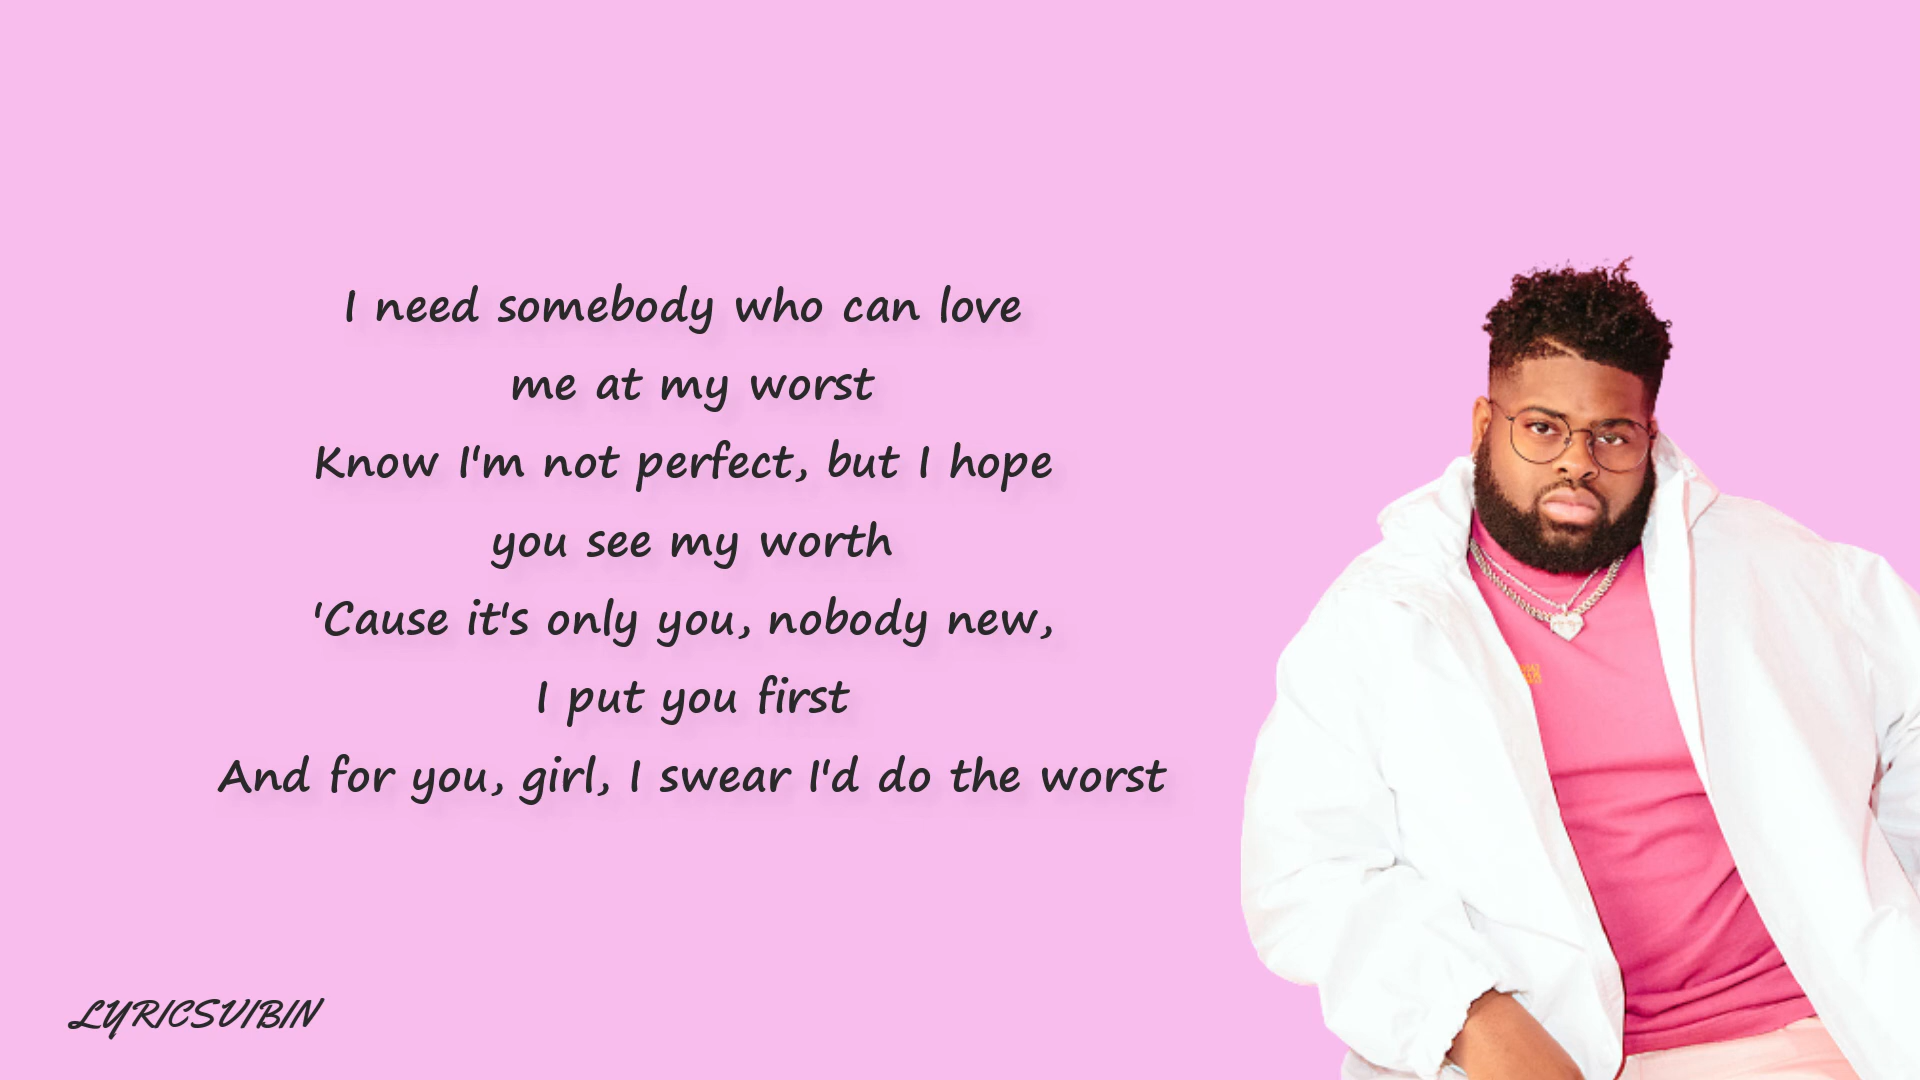 I need somebody who can love
me at my worst
Know I'm not perfect, but I hope
you see my worth
'Cause it's only you, nobody new,
I put you first
And for you, girl, I swear I'd do the worst
LYRICSVIBIN